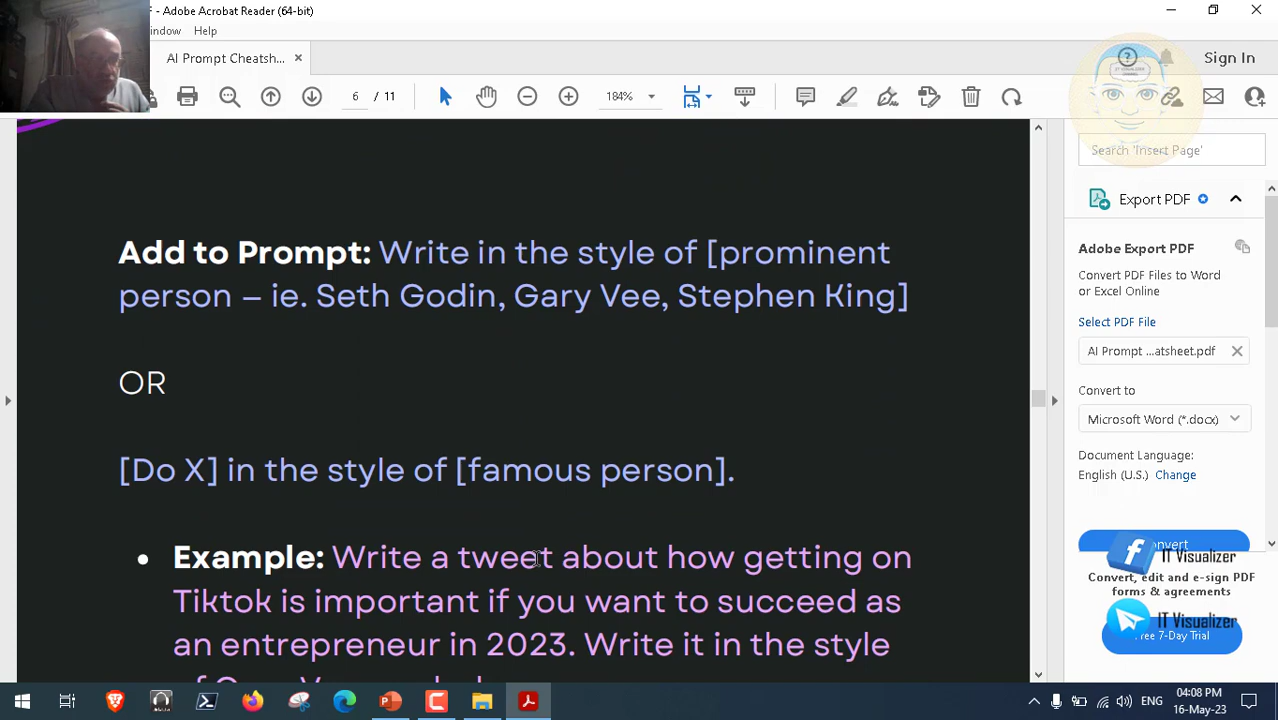 - Adobe Acrobat Reader (64-bit)
Help
AI Prompt Cheatsh...
Sign In
6 / 11
184%
Search 'Insert Page'
Add to Prompt: Write in the style of [prominent
person – ie. Seth Godin, Gary Vee, Stephen King]
OR
[Do X] in the style of [famous person].
• Example: Write a tweet about how getting on
Tiktok is important if you want to succeed as
an entrepreneur in 2023. Write it in the style
Export PDF
Adobe Export PDF
Convert PDF Files to Word
or Excel Online
Select PDF File
AI Prompt ...atsheet.pdf
Convert to
Microsoft Word (*.docx)
Document Language:
English (U.S.) Change
IT Visualizer
Convert, edit and e-sign PDF
forms & agreements
IT Visualizer
Free 7-Day Trial
ENG
04:08 PM
16-May-23